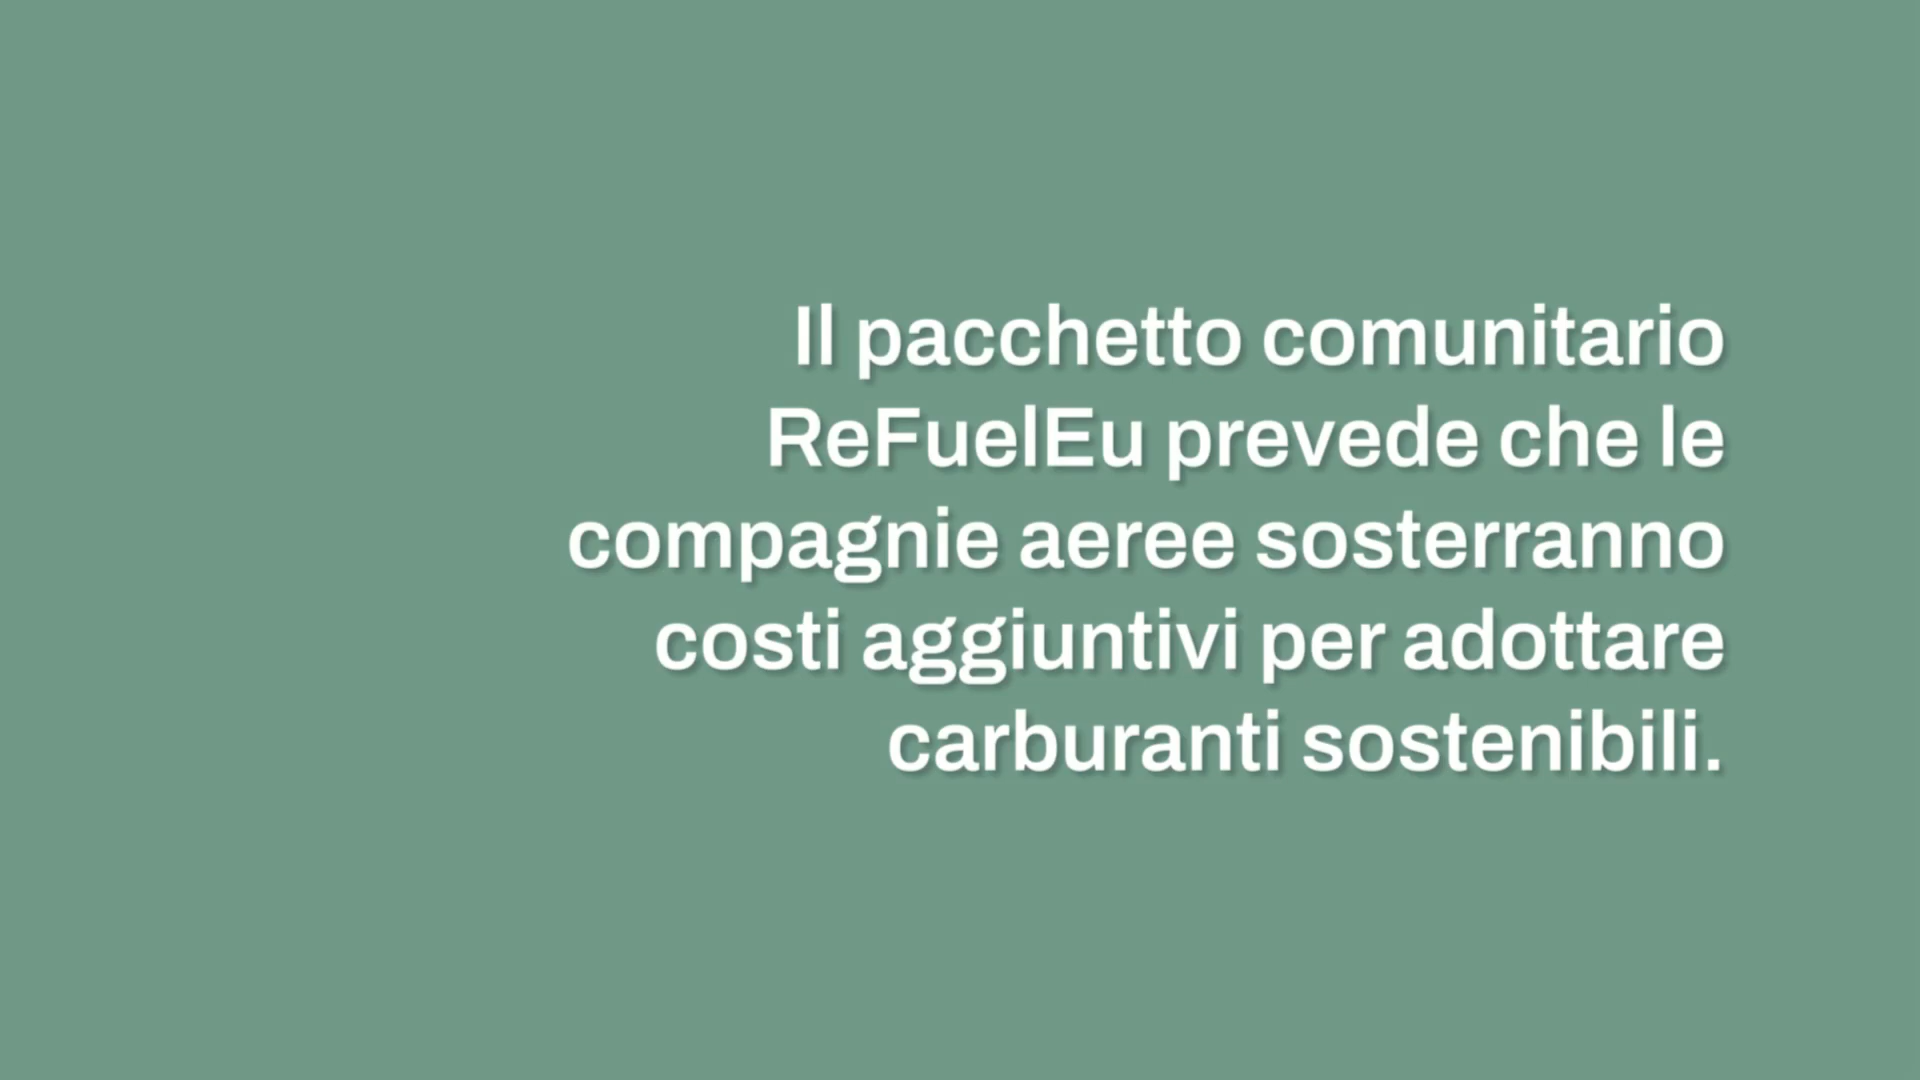 Il pacchetto comunitario
ReFuelEu prevede che le
compagnie aeree sosterranno
costi aggiuntivi per adottare
carburanti sostenibili.